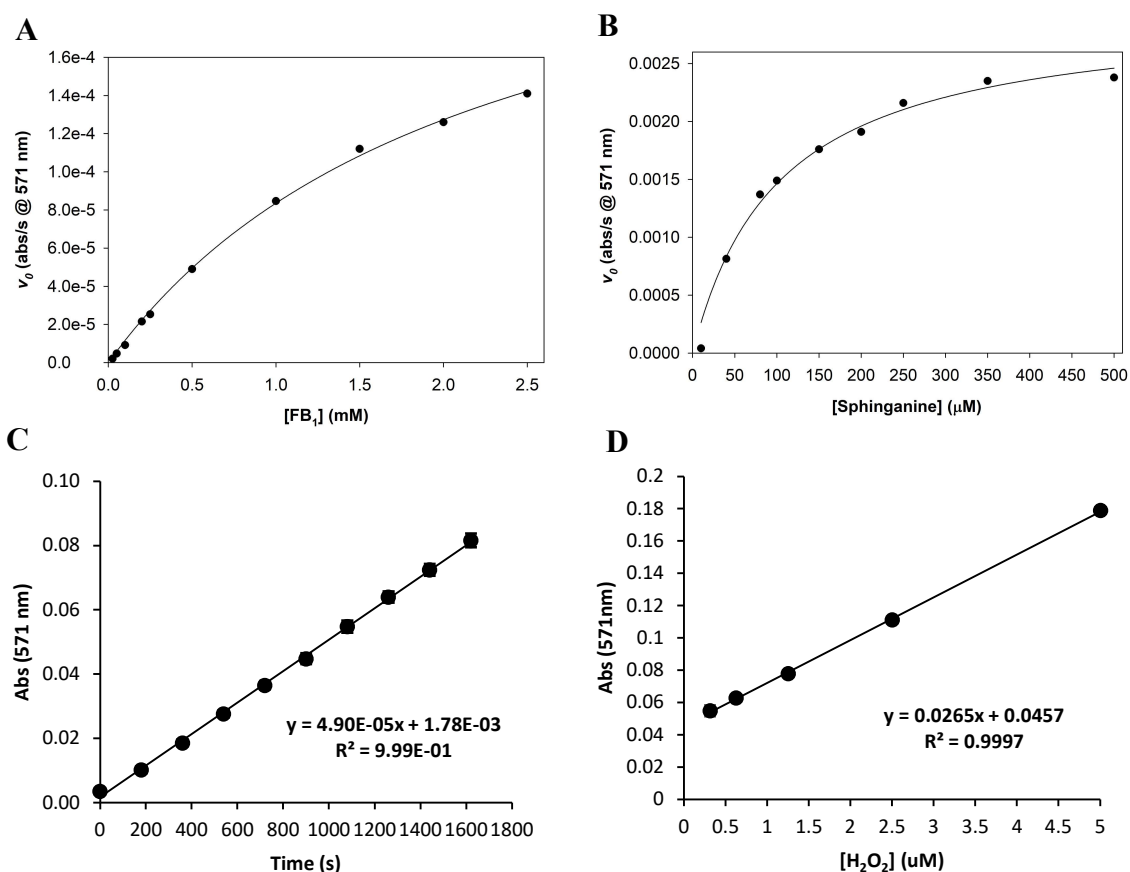 A
1.6e-4
1.4e-4
1.2e-4
1.0e-4
8.0e-5
6.0e-5
4.0e-5
2.0e-5
0.0
v₀ (abs/s @ 571 nm)
0.0 0.5 1.0 1.5 2.0 2.5
[FB₁] (mM)
B
0.0025
0.0020
0.0015
0.0010
0.0005
0.0000
v₀ (abs/s @ 571 nm)
0 50 100 150 200 250 300 350 400 450 500
[Sphinganine] (μM)
C
0.10
0.08
0.06
0.04
0.02
0.00
Abs (571 nm)
y = 4.90E-05x + 1.78E-03
R² = 9.99E-01
0 200 400 600 800 1000 1200 1400 1600 1800
Time (s)
D
0.2
0.18
0.16
0.14
0.12
0.1
0.08
0.06
0.04
0.02
0
Abs (571nm)
y = 0.0265x + 0.0457
R² = 0.9997
0 0.5 1 1.5 2 2.5 3 3.5 4 4.5 5
[H₂O₂] (uM)